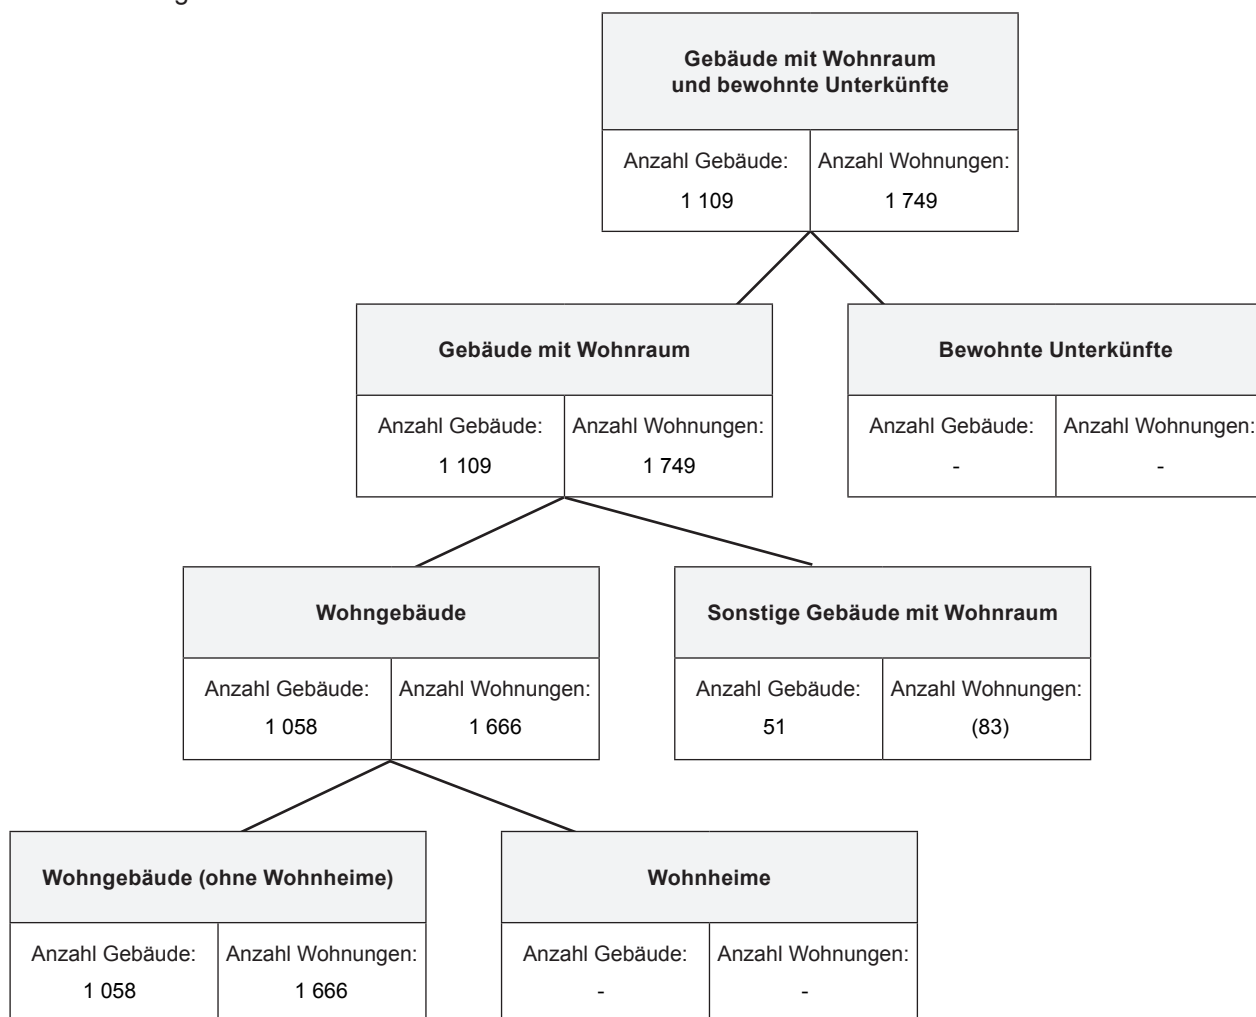 Gebäude mit Wohnraum
und bewohnte Unterkünfte
Anzahl Gebäude: Anzahl Wohnungen:
1 109 1 749
Gebäude mit Wohnraum Bewohnte Unterkünfte
Anzahl Gebäude: Anzahl Wohnungen: Anzahl Gebäude: Anzahl Wohnungen:
1 109 1 749 - -
Wohngebäude Sonstige Gebäude mit Wohnraum
Anzahl Gebäude: Anzahl Wohnungen: Anzahl Gebäude: Anzahl Wohnungen:
1 058 1 666 51 (83)
Wohngebäude (ohne Wohnheime) Wohnheime
Anzahl Gebäude: Anzahl Wohnungen: Anzahl Gebäude: Anzahl Wohnungen:
1 058 1 666 - -